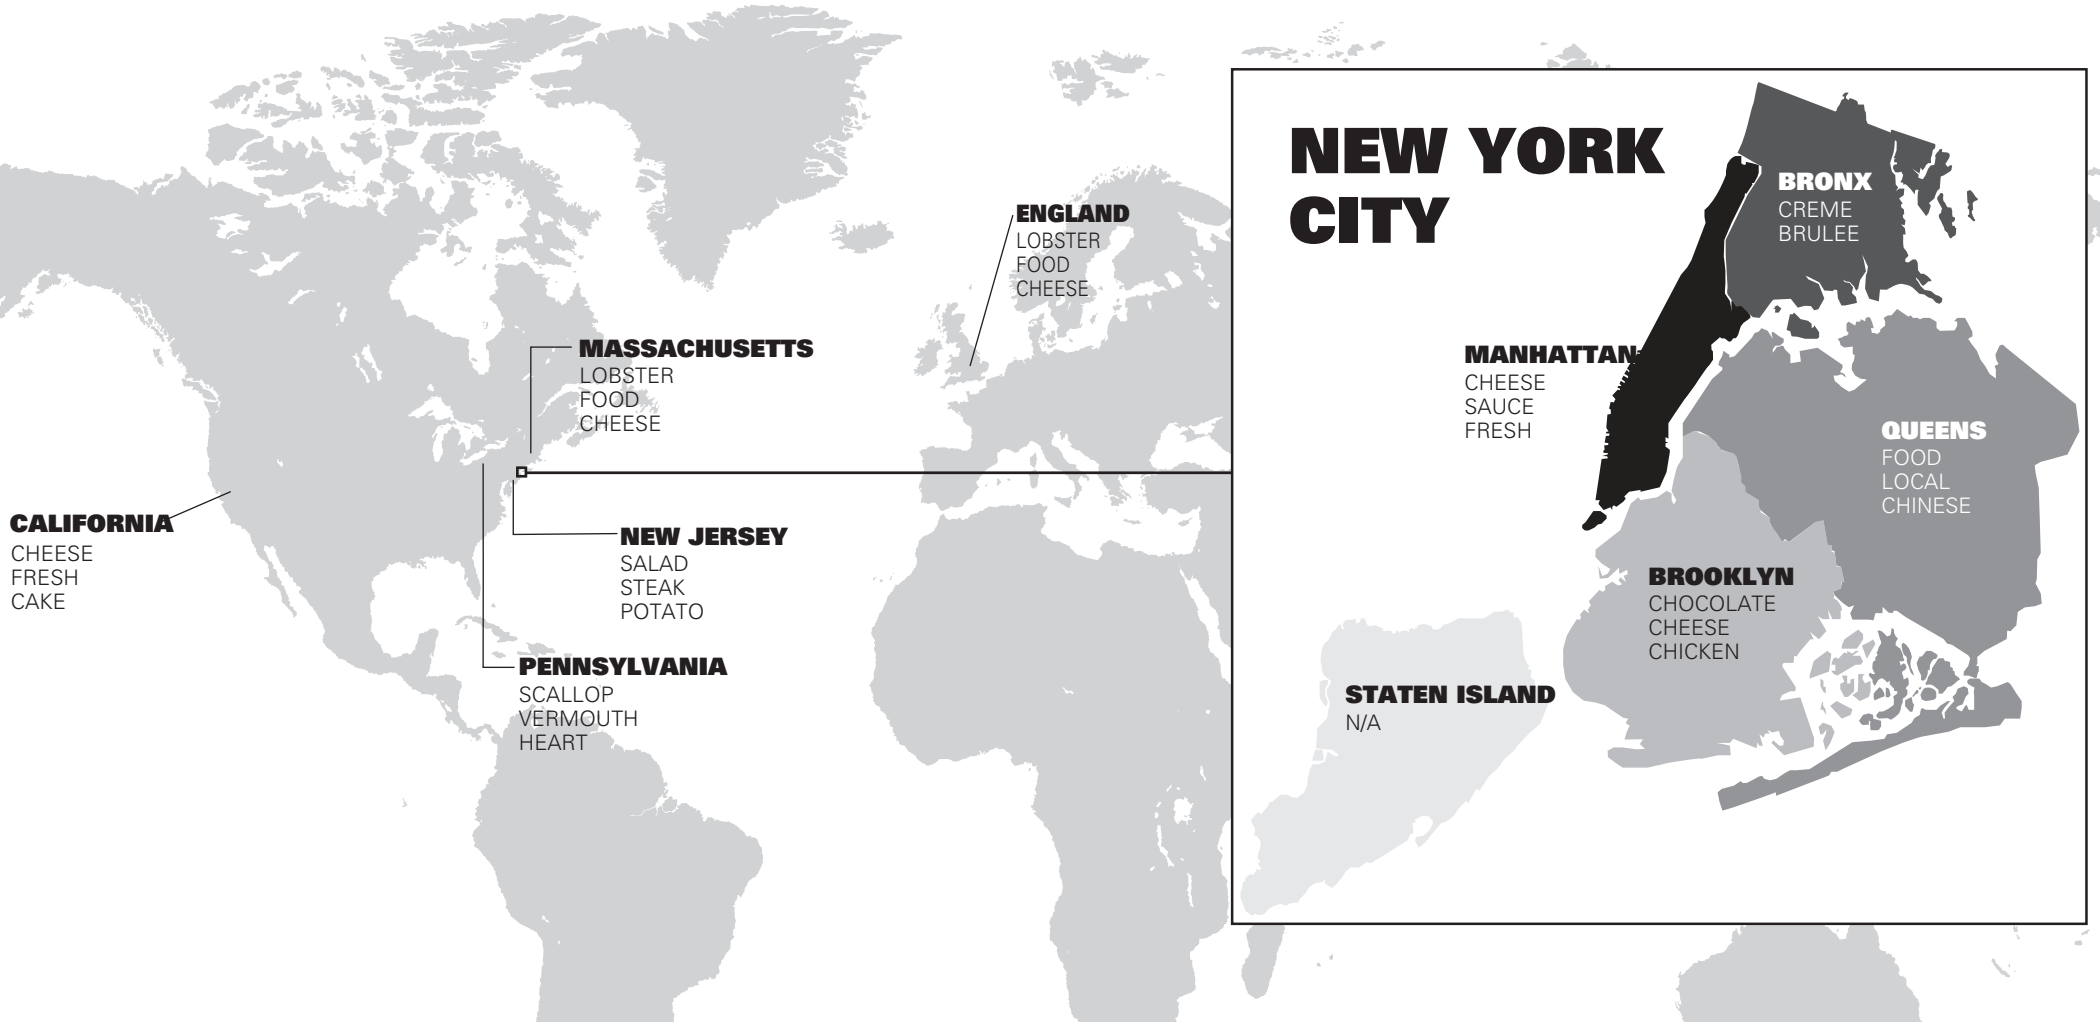 NEW YORK
CITY
BRONX
CREME
BRULEE
ENGLAND
LOBSTER
FOOD
CHEESE
MASSACHUSETTS
LOBSTER
FOOD
CHEESE
MANHATTAN
CHEESE
SAUCE
FRESH
QUEENS
FOOD
LOCAL
CHINESE
CALIFORNIA
CHEESE
FRESH
CAKE
NEW JERSEY
SALAD
STEAK
POTATO
BROOKLYN
CHOCOLATE
CHEESE
CHICKEN
PENNSYLVANIA
SCALLOP
VERMOUTH
HEART
STATEN ISLAND
N/A